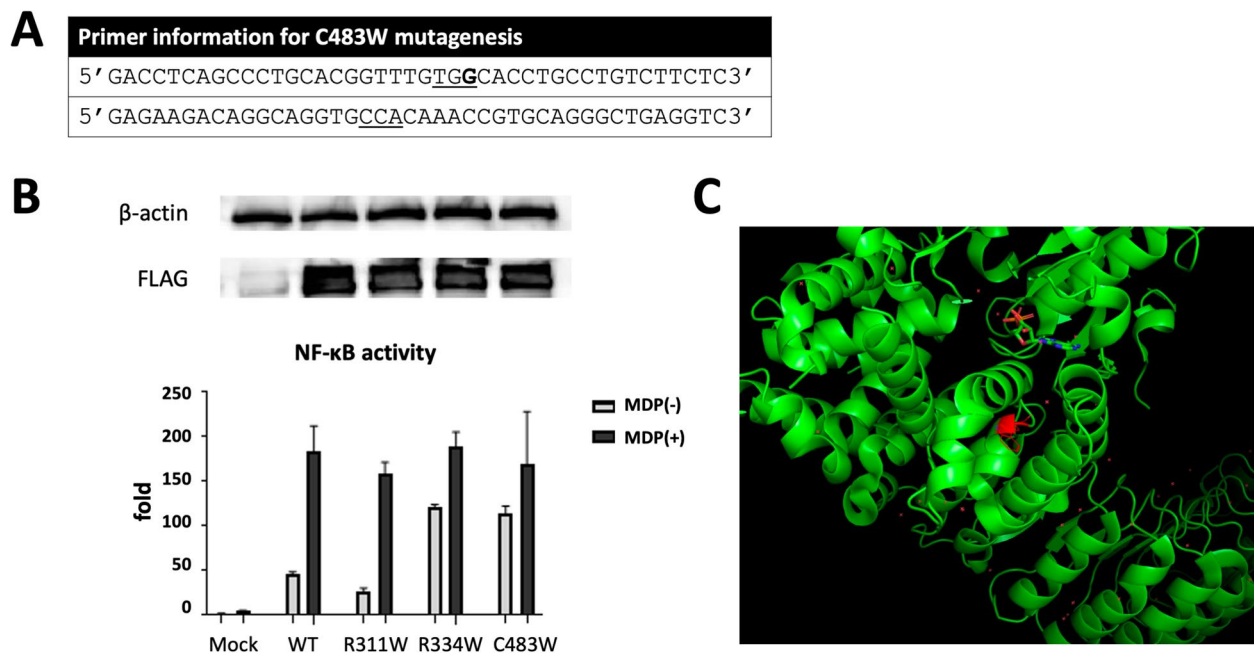 A
Primer information for C483W mutagenesis
5’GACCTCAGCCCTGCACGGTTTGTGGCACCTGCCTGTCTTCTC3’
5’GAGAAGACAGGCAGGTGCCACAAACCGTGCAGGGCTGAGGTC3’
B
β-actin
FLAG
NF-κB activity
fold
250
200
150
100
50
0
Mock WT R311W R334W C483W
MDP(-)
MDP(+)
C